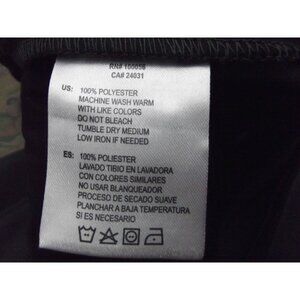 RN# 100056
CA# 24031
US: 100% POLYESTER
MACHINE WASH WARM
WITH LIKE COLORS
DO NOT BLEACH
TUMBLE DRY MEDIUM
LOW IRON IF NEEDED
ES: 100% POLIESTER
LAVADO TIBIO EN LAVADORA
CON COLORES SIMILARES
NO USAR BLANQUEADOR
PROCESO DE SECADO SUAVE
PLANCHAR A BAJA TEMPERATURA
SI ES NECESARIO